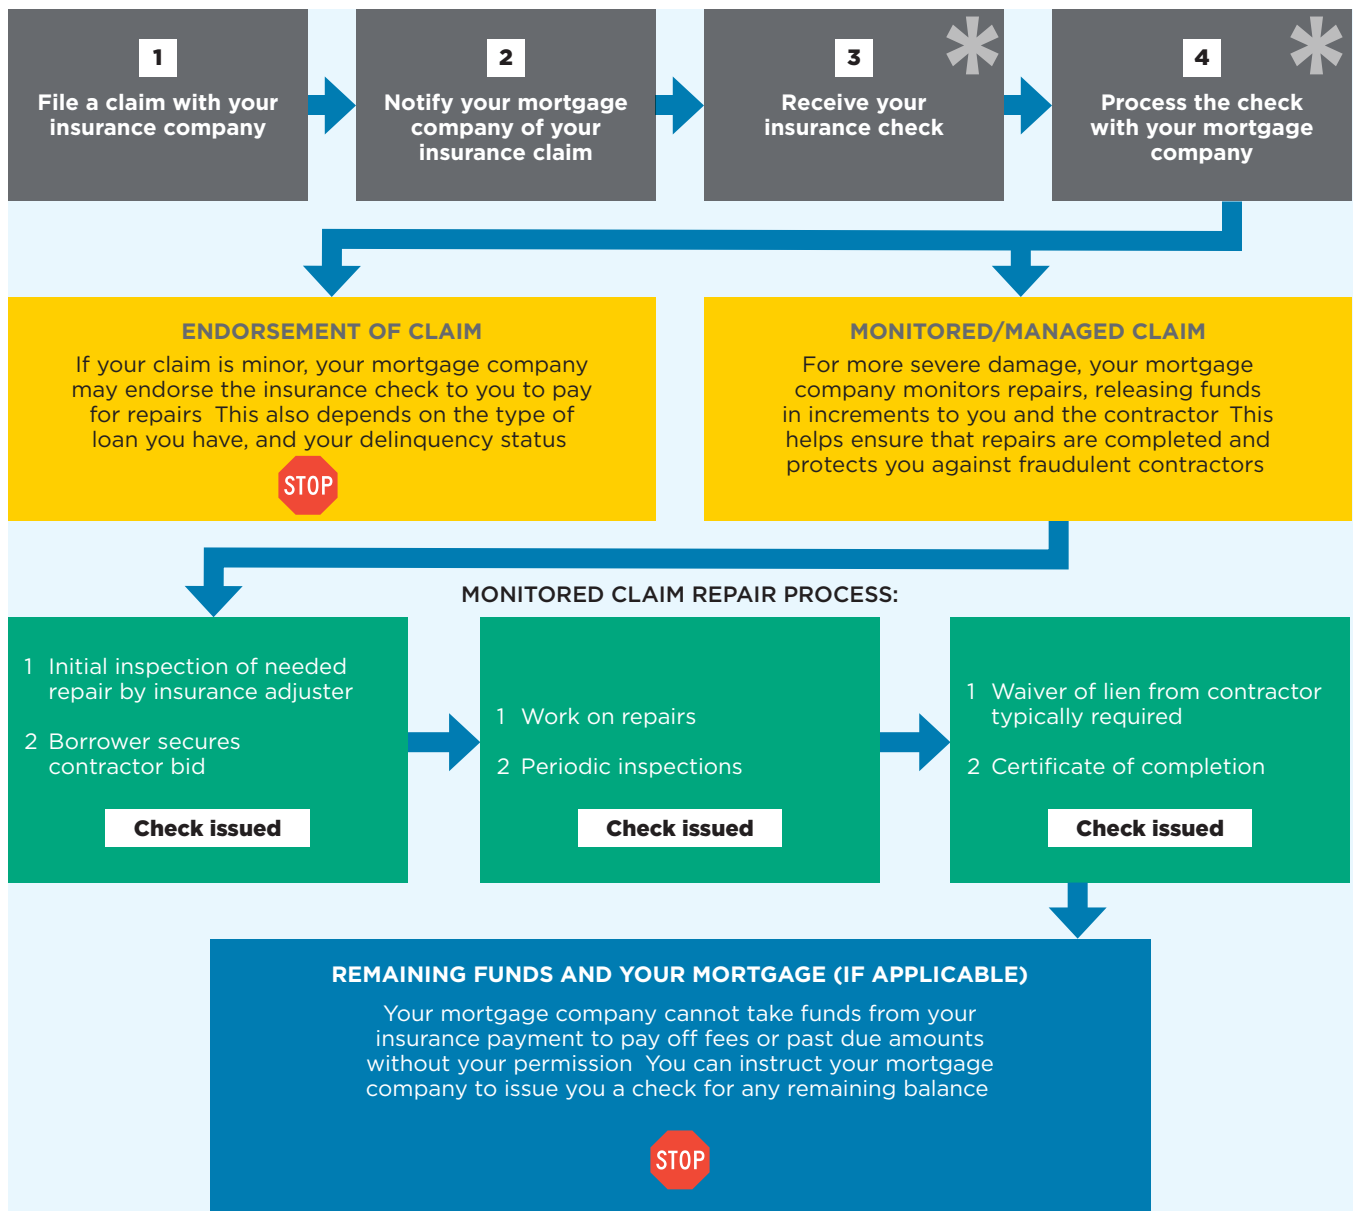 1
File a claim with your
insurance company
2
Notify your mortgage
company of your
insurance claim
3
Receive your
insurance check
4
Process the check
with your mortgage
company
ENDORSEMENT OF CLAIM
If your claim is minor, your mortgage company
may endorse the insurance check to you to pay
for repairs This also depends on the type of
loan you have, and your delinquency status
STOP
MONITORED/MANAGED CLAIM
For more severe damage, your mortgage
company monitors repairs, releasing funds
in increments to you and the contractor This
helps ensure that repairs are completed and
protects you against fraudulent contractors
MONITORED CLAIM REPAIR PROCESS:
1 Initial inspection of needed
repair by insurance adjuster
2 Borrower secures
contractor bid
Check issued
1 Work on repairs
2 Periodic inspections
Check issued
1 Waiver of lien from contractor
typically required
2 Certificate of completion
Check issued
REMAINING FUNDS AND YOUR MORTGAGE (IF APPLICABLE)
Your mortgage company cannot take funds from your
insurance payment to pay off fees or past due amounts
without your permission You can instruct your mortgage
company to issue you a check for any remaining balance
STOP